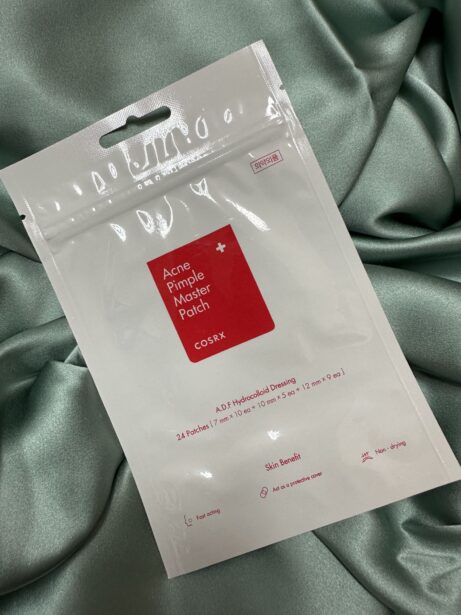 Acne
Pimple
Master
Patch
COSRX
A.D.F Hydrocolloid Dressing
24 Patches [ 7 mm × 10 ea + 10 mm × 5 ea + 12 mm × 9 ea ]
Skin Benefit
Fast acting
Act as a protective cover
Non - drying